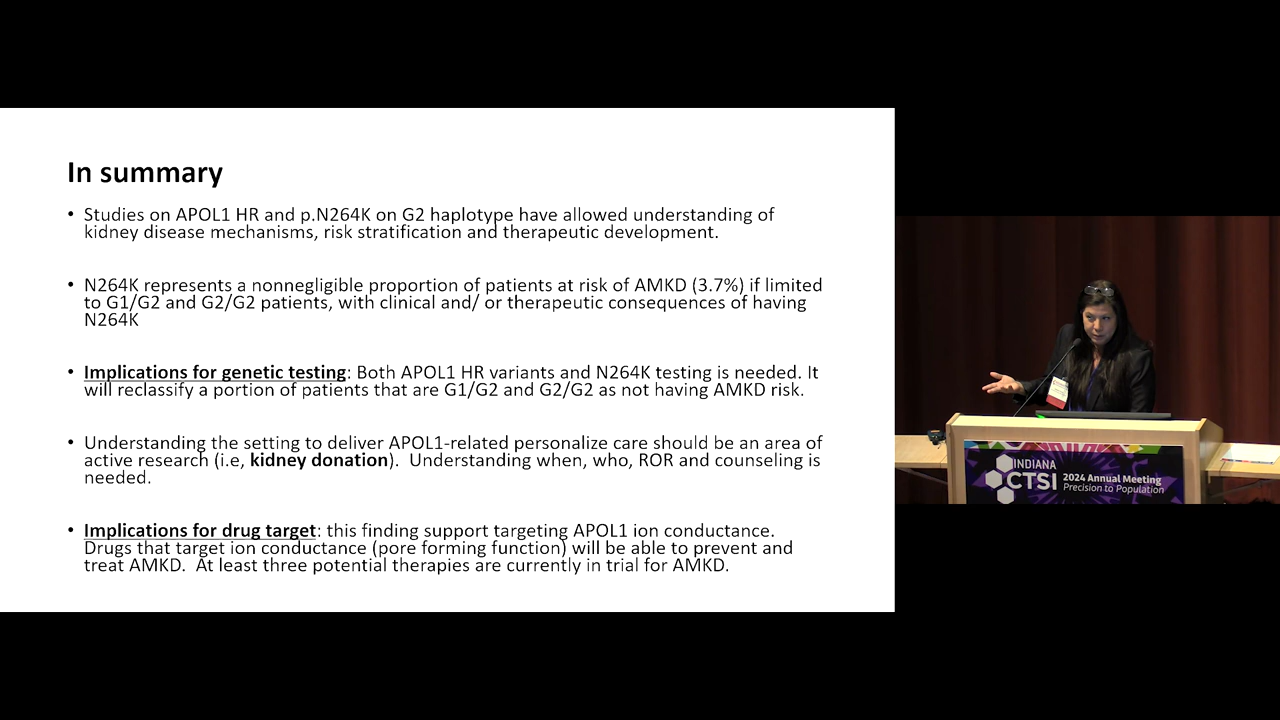 In summary
• Studies on APOL1 HR and p.N264K on G2 haplotype have allowed understanding of
kidney disease mechanisms, risk stratification and therapeutic development.
• N264K represents a nonnegligible proportion of patients at risk of AMKD (3.7%) if limited
to G1/G2 and G2/G2 patients, with clinical and/ or therapeutic consequences of having
N264K
• Implications for genetic testing: Both APOL1 HR variants and N264K testing is needed. It
will reclassify a portion of patients that are G1/G2 and G2/G2 as not having AMKD risk.
• Understanding the setting to deliver APOL1-related personalize care should be an area of
active research (i.e, kidney donation). Understanding when, who, ROR and counseling is
needed.
• Implications for drug target: this finding support targeting APOL1 ion conductance.
Drugs that target ion conductance (pore forming function) will be able to prevent and
treat AMKD. At least three potential therapies are currently in trial for AMKD.
INDIANA
CTSI
2024 Annual Meeting
Precision to Population